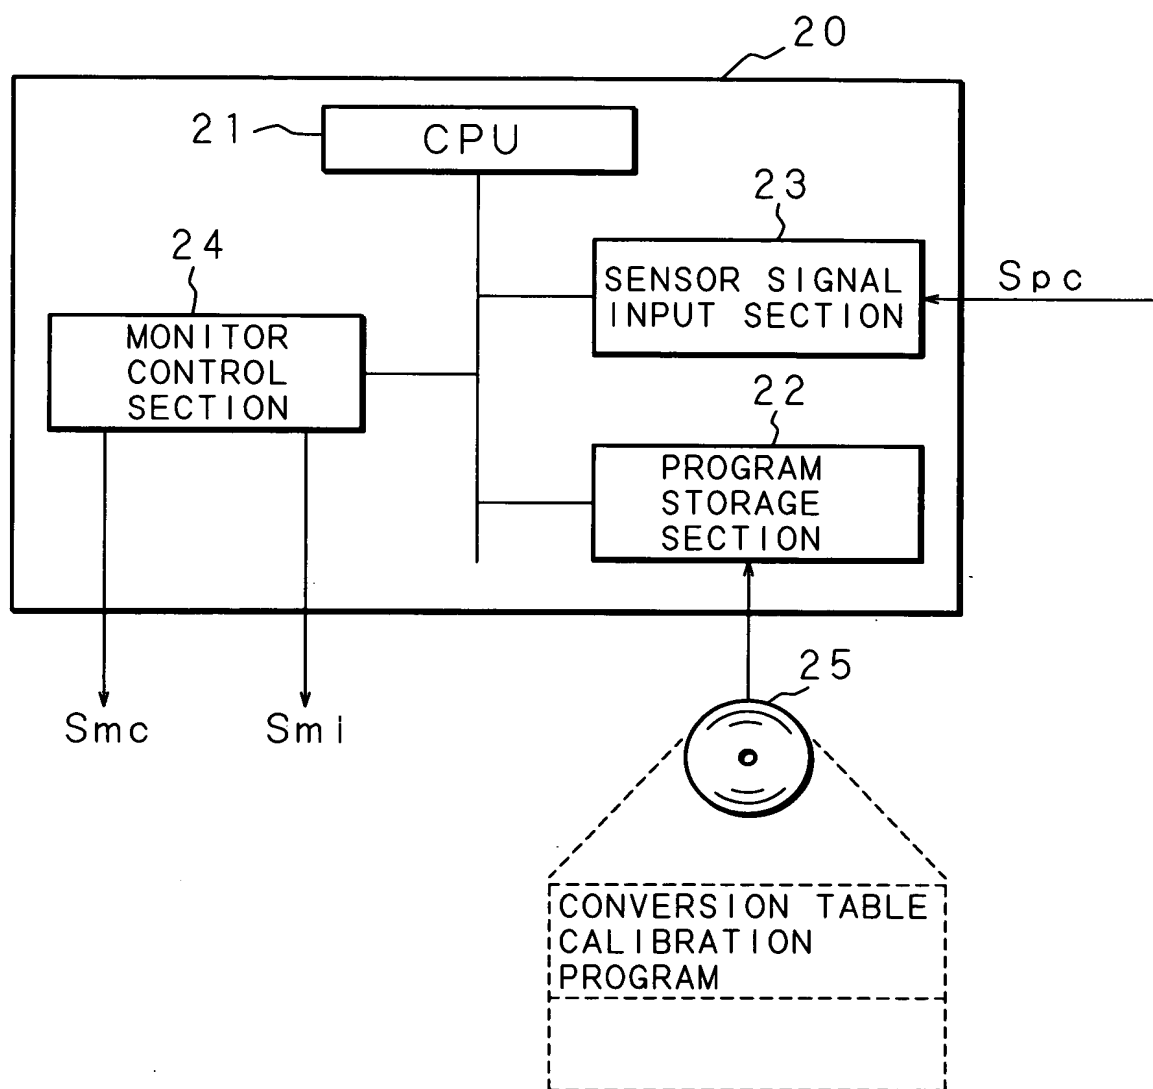 20
21
CPU
23
24
SENSOR SIGNAL
INPUT SECTION
Spc
MONITOR
CONTROL
SECTION
22
PROGRAM
STORAGE
SECTION
25
Smc
Smi
CONVERSION TABLE
CALIBRATION
PROGRAM